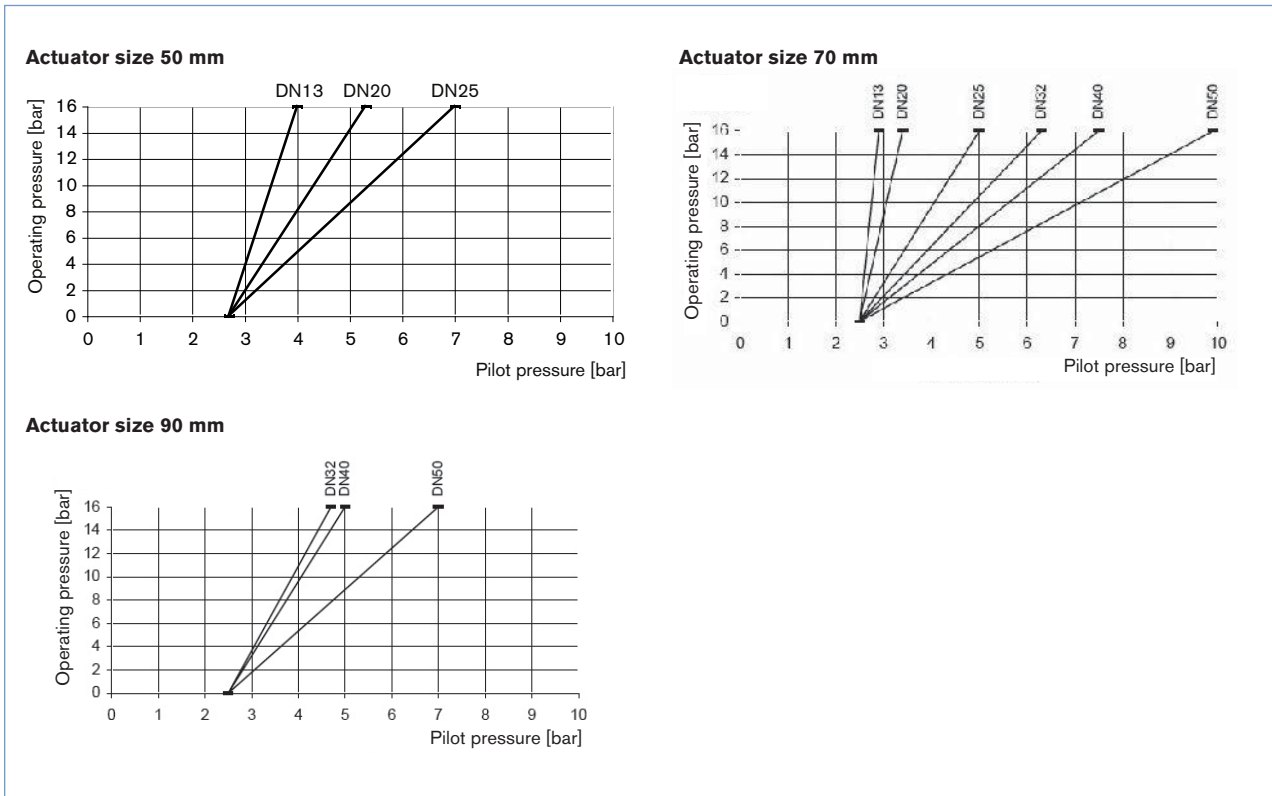 Actuator size 50 mm
DN13 DN20 DN25
Operating pressure [bar]
16
14
12
10
8
6
4
2
0
0 1 2 3 4 5 6 7 8 9 10
Pilot pressure [bar]
Actuator size 70 mm
DN13 DN20 DN25 DN32 DN40 DN50
Operating pressure [bar]
16
14
12
10
8
6
4
2
0
0 1 2 3 4 5 6 7 8 9 10
Pilot pressure [bar]
Actuator size 90 mm
DN32 DN40 DN50
Operating pressure [bar]
16
14
12
10
8
6
4
2
0
0 1 2 3 4 5 6 7 8 9 10
Pilot pressure [bar]